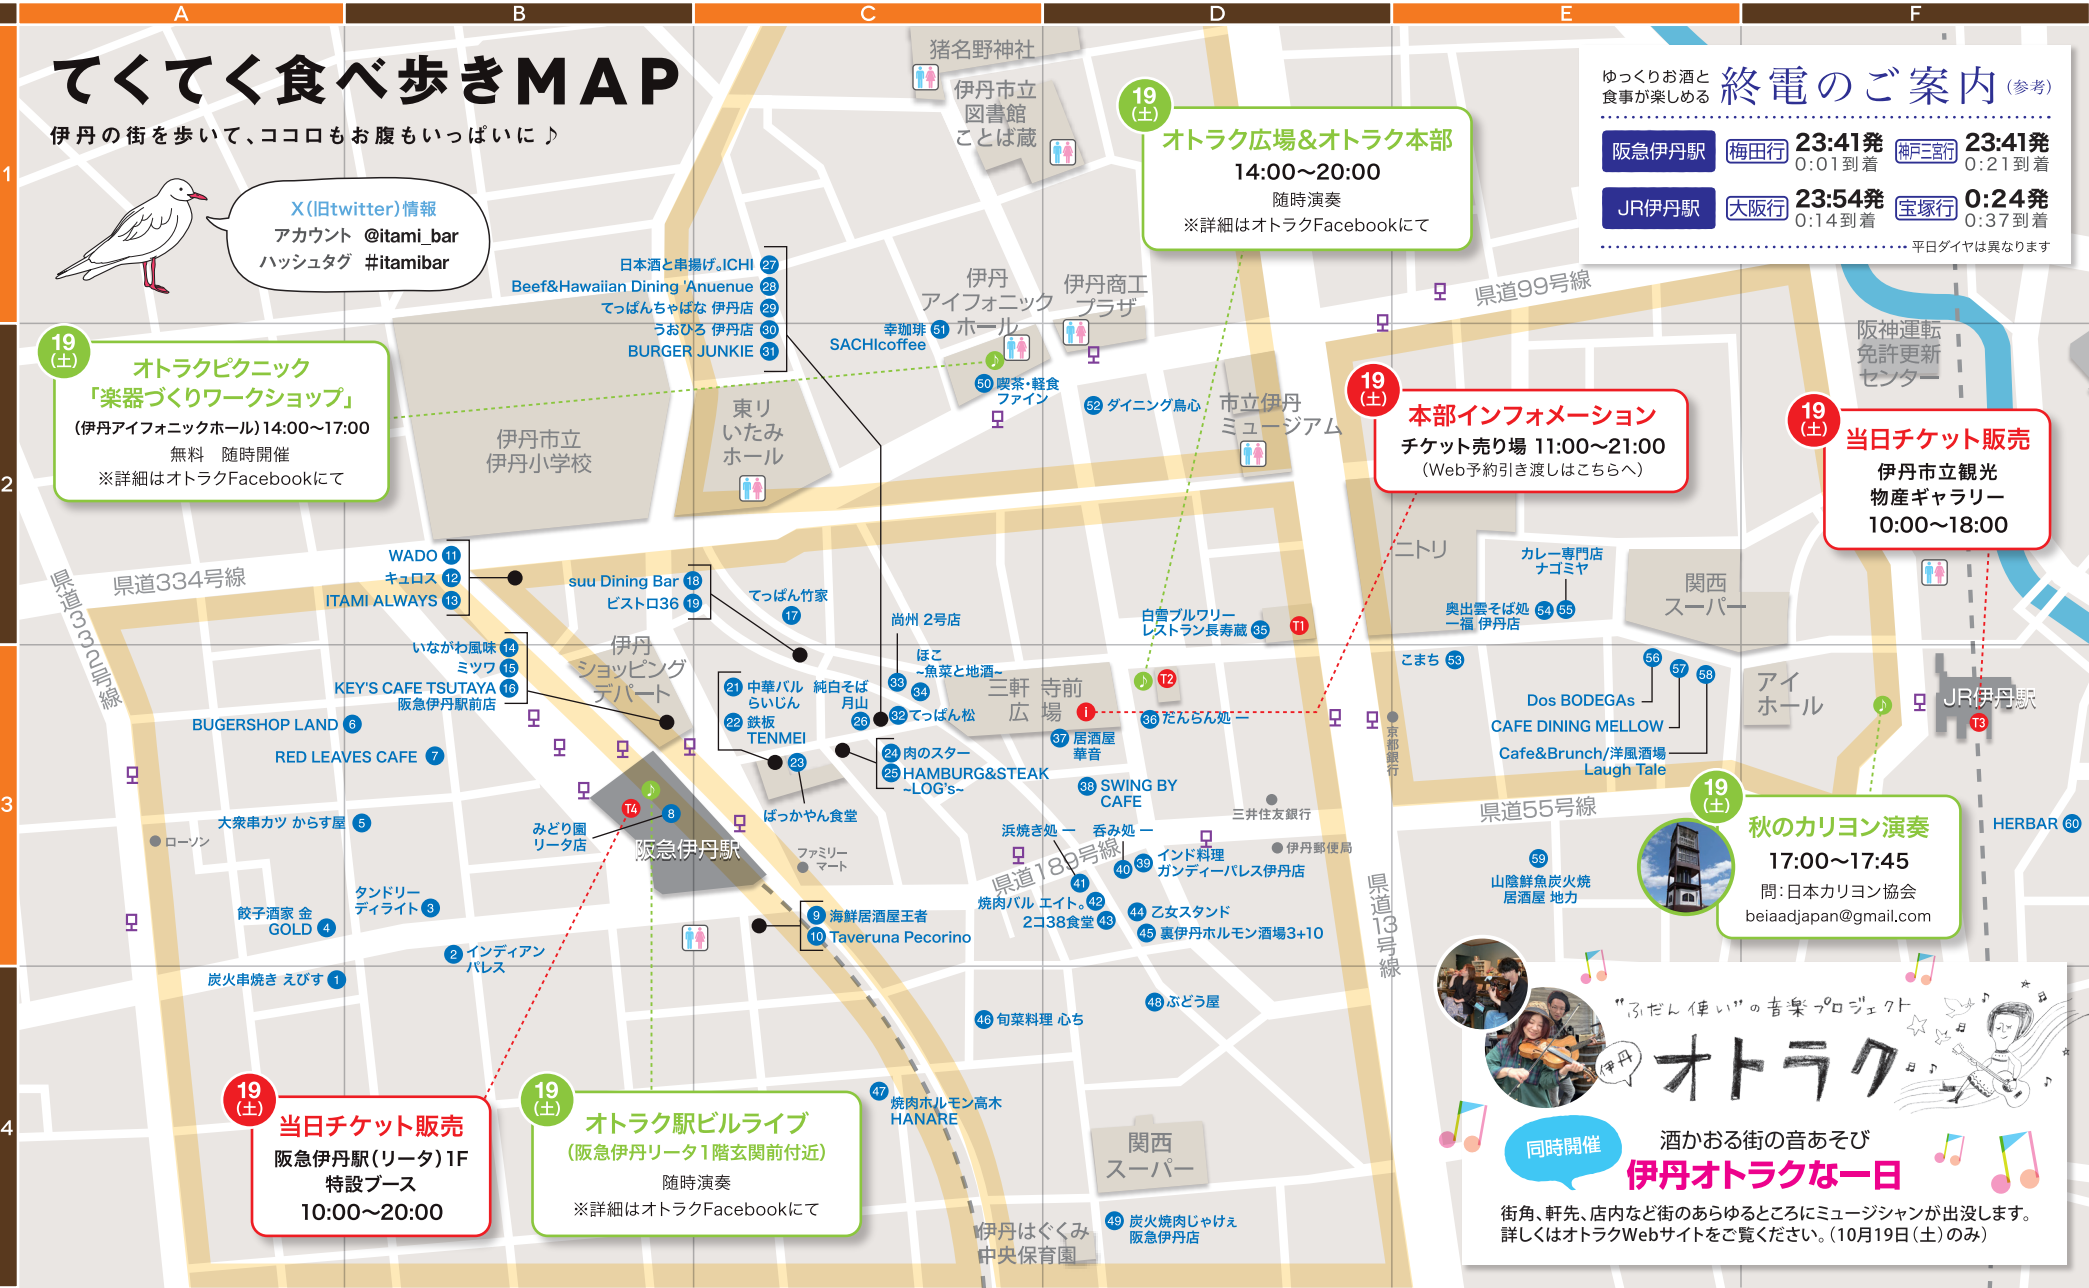 A
B
C
D
E
F
1
2
3
4
てくてく食べ歩きMAP
伊丹の街を歩いて、ココロもお腹もいっぱいに♪
X(旧twitter)情報
アカウント @itami_bar
ハッシュタグ #itamibar
ゆっくりお酒と
食事が楽しめる
終電のご案内(参考)
阪急伊丹駅 梅田行 23:41発 神戸三宮行 23:41発
0:01到着 0:21到着
JR伊丹駅 大阪行 23:54発 宝塚行 0:24発
0:14到着 0:37到着
平日ダイヤは異なります
猪名野神社
伊丹市立
図書館
ことば蔵
19
(土)
オトラク広場&オトラク本部
14:00〜20:00
随時演奏
※詳細はオトラクFacebookにて
日本酒と串揚げ。ICHI 27
Beef&Hawaiian Dining 'Anuenue 28
てっぱんちゃばな 伊丹店 29
うおひろ 伊丹店 30
BURGER JUNKIE 31
伊丹
アイフォニック
ホール
伊丹商工
プラザ
県道99号線
幸珈琲 51
SACHIcoffee
50 喫茶・軽食
ファイン
52 ダイニング鳥心
市立伊丹
ミュージアム
阪神運転
免許更新
センター
19
(土)
オトラクピクニック
「楽器づくりワークショップ」
(伊丹アイフォニックホール)14:00〜17:00
無料 随時開催
※詳細はオトラクFacebookにて
伊丹市立
伊丹小学校
東リ
いたみ
ホール
19
(土)
本部インフォメーション
チケット売り場 11:00〜21:00
(Web予約引き渡しはこちらへ)
19
(土)
当日チケット販売
伊丹市立観光
物産ギャラリー
10:00〜18:00
県道332号線
県道334号線
WADO 11
キュロス 12
ITAMI ALWAYS 13
suu Dining Bar 18
ビストロ36 19
てっぱん竹家
17
尚州 2号店
白雪ブルワリー
レストラン長寿蔵 35
T1
ニトリ
カレー専門店
ナゴミヤ
奥出雲そば処 54 55
一福 伊丹店
関西
スーパー
いながわ風味 14
ミツワ 15
KEY'S CAFE TSUTAYA 16
阪急伊丹駅前店
伊丹
ショッピング
デパート
21 中華バル
らいじん
22 鉄板
TENMEI
純白そば
月山
26
ほこ
~魚菜と地酒~
33
34
32 てっぱん松
三軒 寺前
広 場
i
T2
36 だんらん処 一
37 居酒屋
華音
こまち 53
56
57
58
Dos BODEGAs
CAFE DINING MELLOW
Cafe&Brunch/洋風酒場
Laugh Tale
アイ
ホール
JR伊丹駅
T3
BUGERSHOP LAND 6
RED LEAVES CAFE 7
23
24 肉のスター
25 HAMBURG&STEAK
~LOG's~
ばっかやん食堂
38 SWING BY
CAFE
京都銀行
三井住友銀行
伊丹郵便局
県道55号線
大衆串カツ からす屋 5
ローソン
T4
8
みどり園
リータ店
阪急伊丹駅
ファミリー
マート
浜焼き処 一
呑み処 一
県道189号線
39 インド料理
ガンディーパレス伊丹店
40
41
焼肉バル エイト。42
2コ38食堂 43
44 乙女スタンド
45 裏伊丹ホルモン酒場3+10
県道13号線
59
山陰鮮魚炭火焼
居酒屋 地力
19
(土)
秋のカリヨン演奏
17:00〜17:45
問:日本カリヨン協会
beiaadjapan@gmail.com
HERBAR 60
タンドリー
ディライト 3
餃子酒家 金
GOLD 4
2 インディアン
パレス
炭火串焼き えびす 1
9 海鮮居酒屋王者
10 Taveruna Pecorino
46 旬菜料理 心ち
48 ぶどう屋
47
焼肉ホルモン高木
HANARE
関西
スーパー
伊丹はぐくみ
中央保育園
49 炭火焼肉じゃけぇ
阪急伊丹店
19
(土)
当日チケット販売
阪急伊丹駅(リータ)1F
特設ブース
10:00〜20:00
19
(土)
オトラク駅ビルライブ
(阪急伊丹リータ1階玄関前付近)
随時演奏
※詳細はオトラクFacebookにて
"ふだん使い"の音楽プロジェクト
伊丹
オトラク
同時開催
酒かおる街の音あそび
伊丹オトラクな一日
街角、軒先、店内など街のあらゆるところにミュージシャンが出没します。
詳しくはオトラクWebサイトをご覧ください。(10月19日(土)のみ)